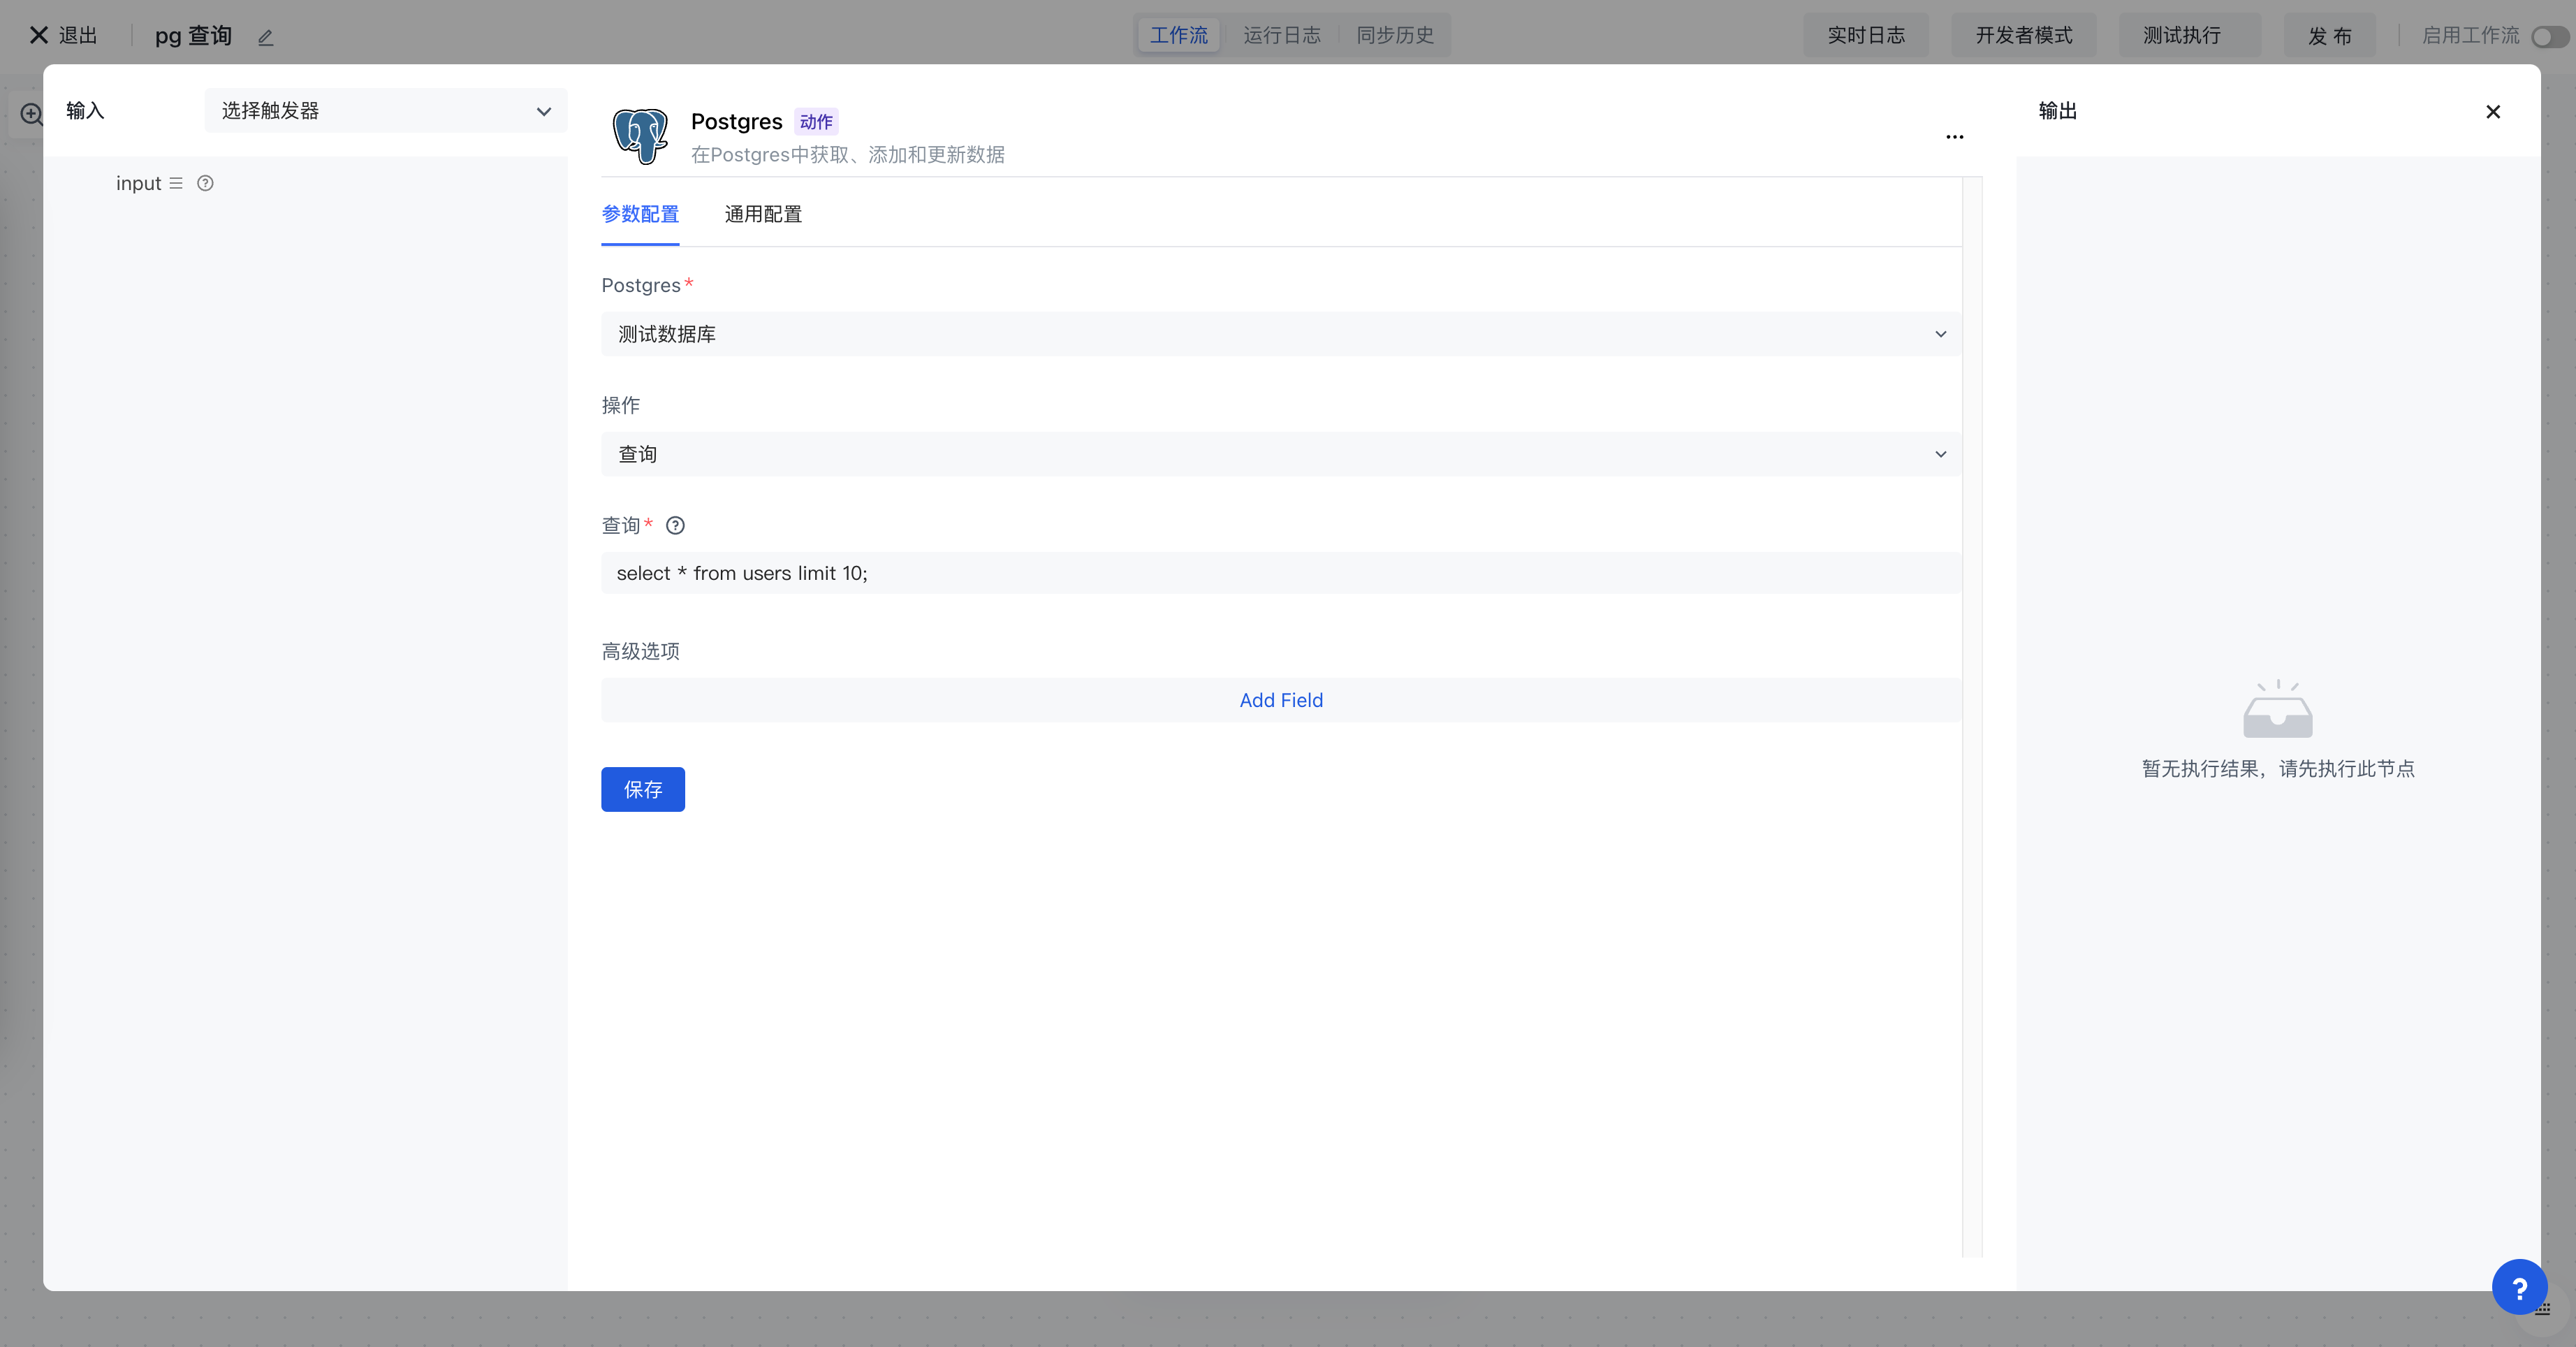 退出
pg 查询
工作流
运行日志
同步历史
实时日志
开发者模式
测试执行
发 布
启用工作流
输入
选择触发器
input
Postgres 动作
在Postgres中获取、添加和更新数据
参数配置
通用配置
Postgres*
测试数据库
操作
查询
查询*
select * from users limit 10;
高级选项
Add Field
保存
输出
暂无执行结果，请先执行此节点